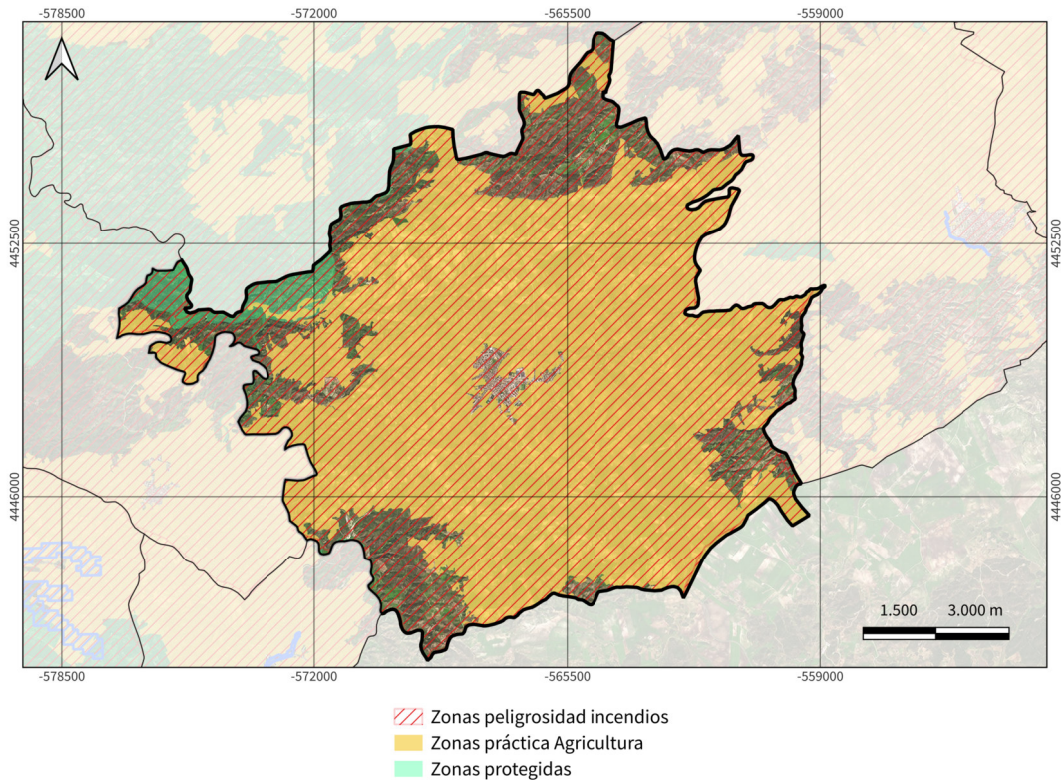 -578500 -572000 -565500 -559000
4452500 4452500
4446000 4446000
1.500 3.000 m
-578500 -572000 -565500 -559000
Zonas peligrosidad incendios
Zonas práctica Agricultura
Zonas protegidas